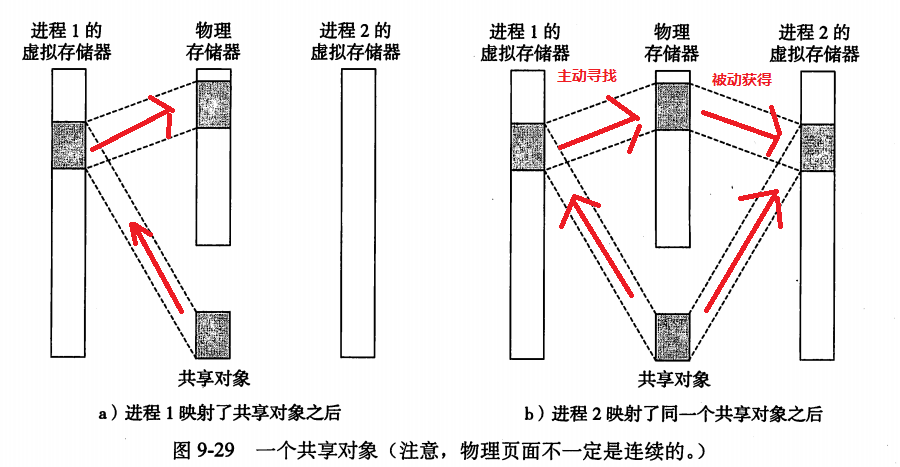 进程1的
虚拟存储器
物理
存储器
进程2的
虚拟存储器
共享对象
a）进程1映射了共享对象之后
进程1的
虚拟存储器
物理
存储器
进程2的
虚拟存储器
主动寻找
被动获得
共享对象
b）进程2映射了同一个共享对象之后
图 9-29 一个共享对象（注意，物理页面不一定是连续的。）